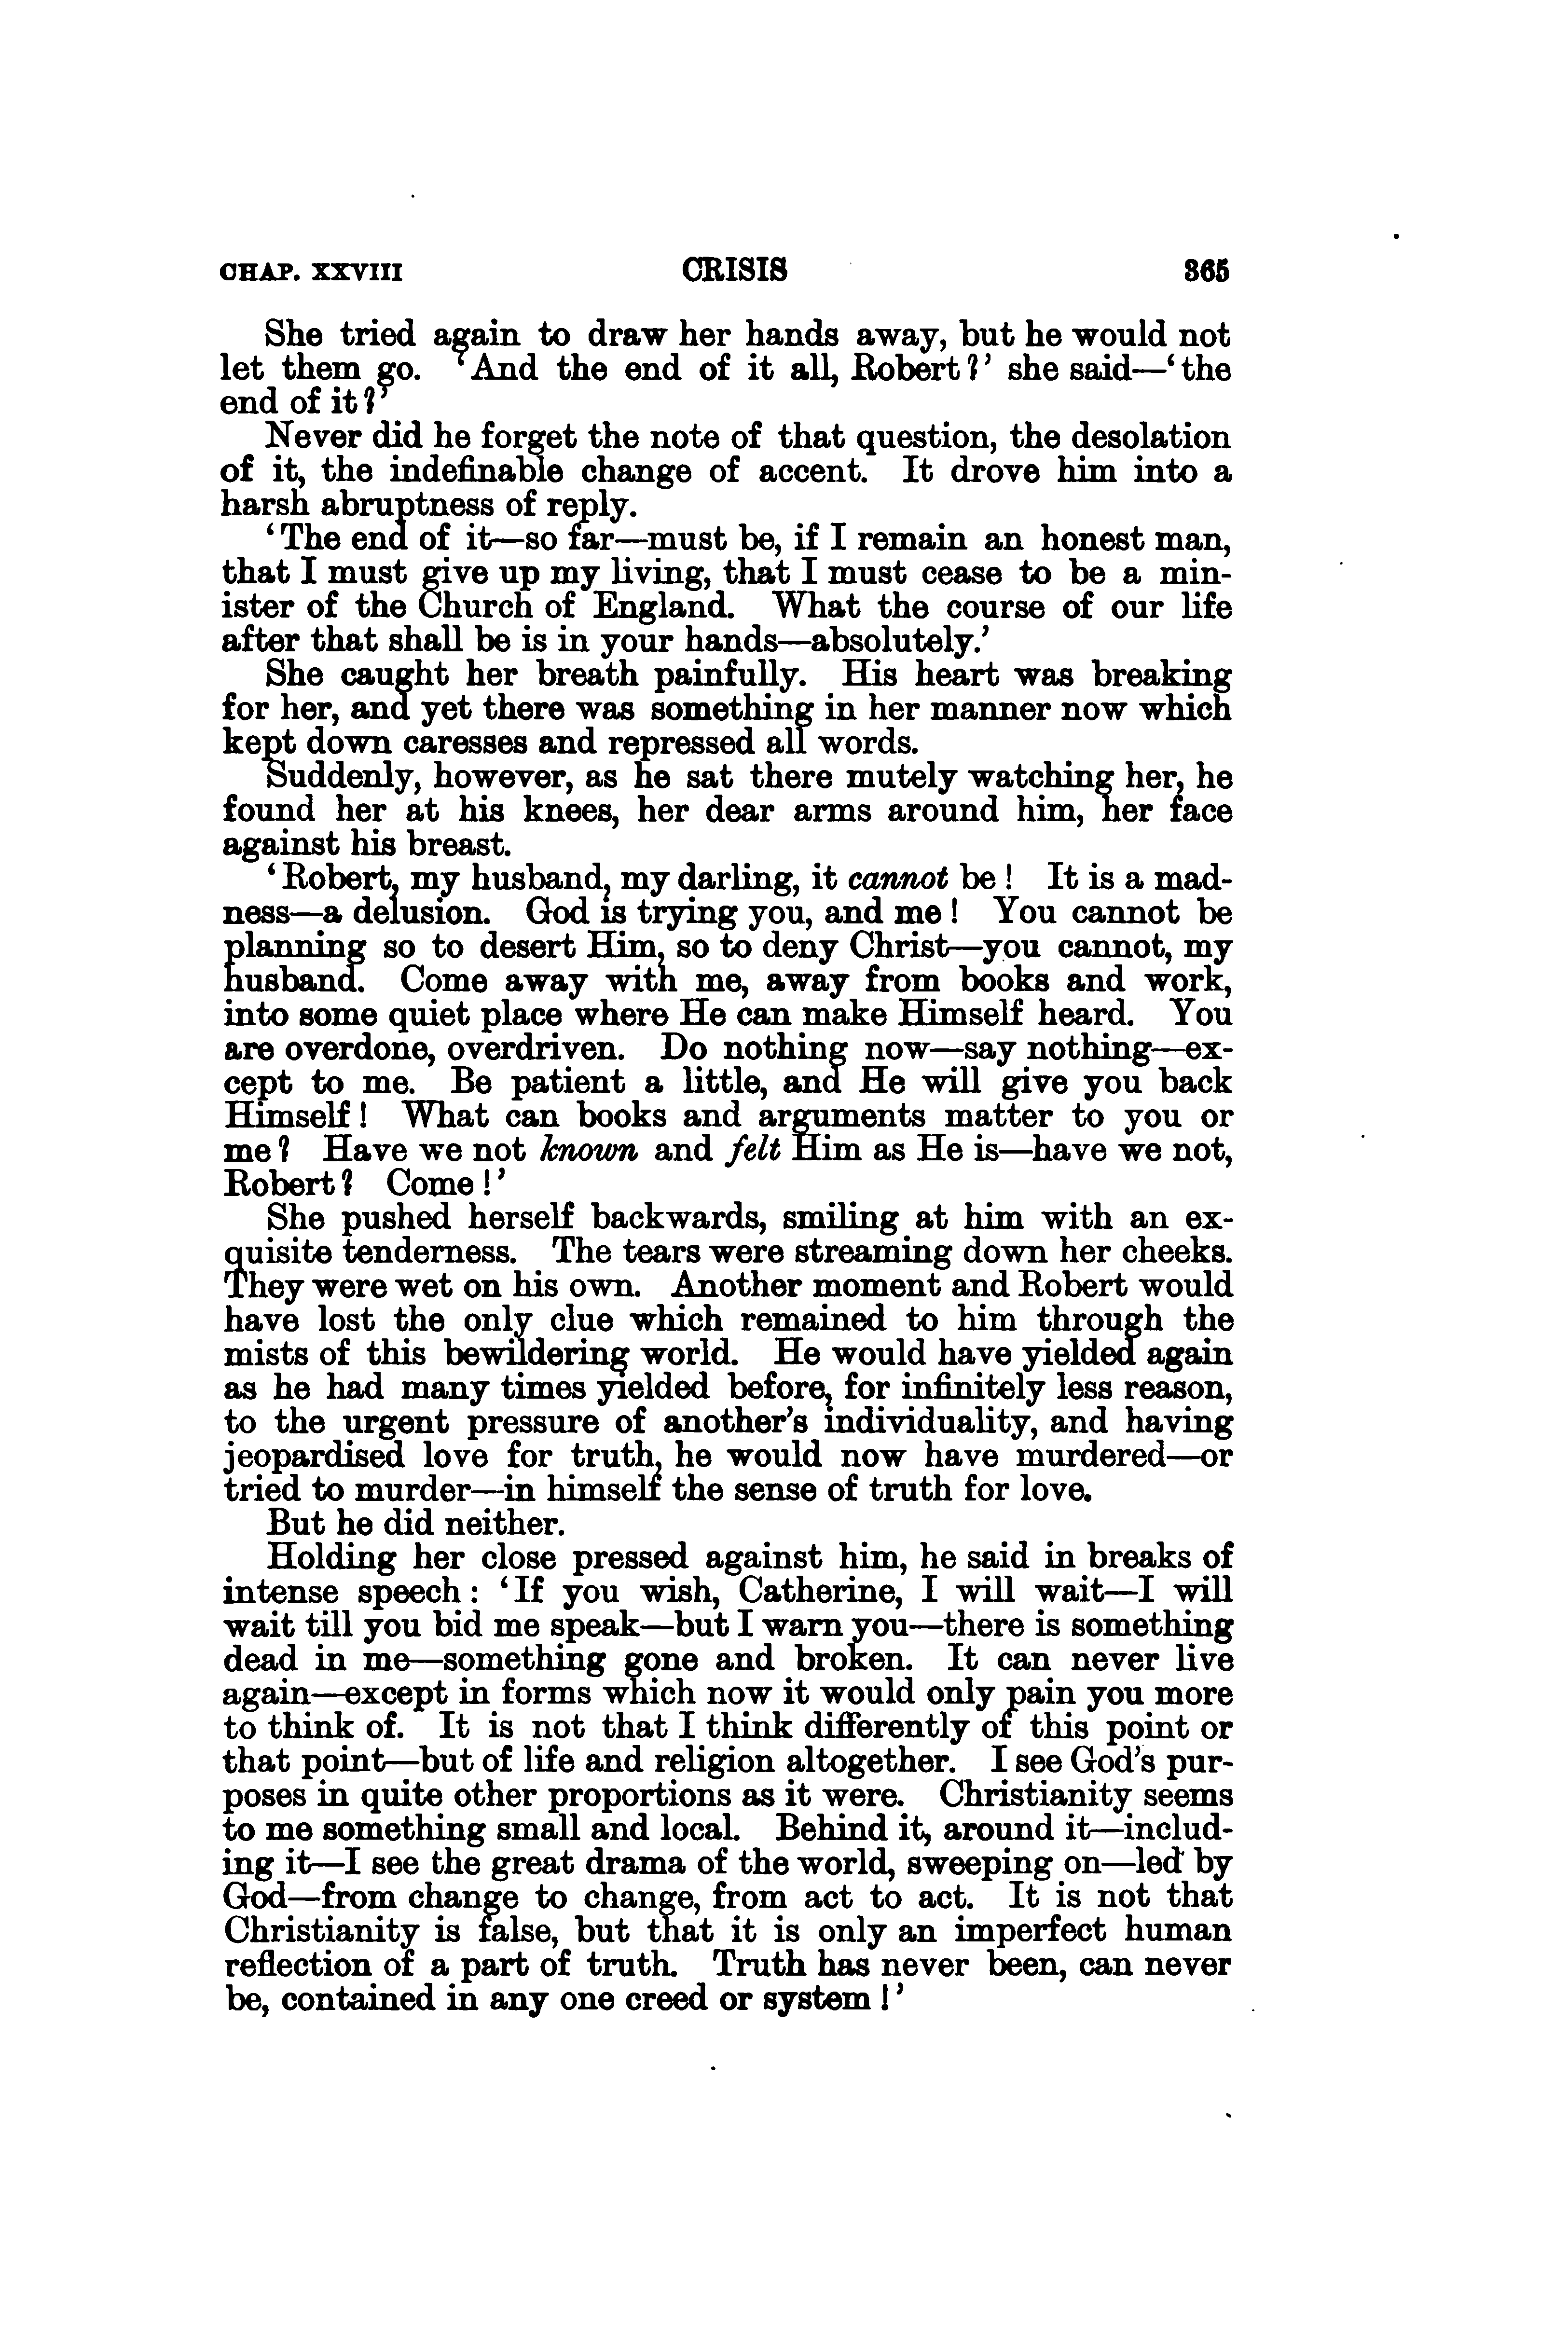 CHAP. XXVIII CRISIS 365
She tried again to draw her hands away, but he would not
let them go. ‘And the end of it all, Robert?’ she said—‘the
end of it?’
Never did he forget the note of that question, the desolation
of it, the indefinable change of accent. It drove him into a
harsh abruptness of reply.
‘The end of it—so far—must be, if I remain an honest man,
that I must give up my living, that I must cease to be a min-
ister of the Church of England. What the course of our life
after that shall be is in your hands—absolutely.’
She caught her breath painfully. His heart was breaking
for her, and yet there was something in her manner now which
kept down caresses and repressed all words.
Suddenly, however, as he sat there mutely watching her, he
found her at his knees, her dear arms around him, her face
against his breast.
‘Robert, my husband, my darling, it cannot be! It is a mad-
ness—a delusion. God is trying you, and me! You cannot be
planning so to desert Him, so to deny Christ—you cannot, my
husband. Come away with me, away from books and work,
into some quiet place where He can make Himself heard. You
are overdone, overdriven. Do nothing now—say nothing—ex-
cept to me. Be patient a little, and He will give you back
Himself! What can books and arguments matter to you or
me? Have we not known and felt Him as He is—have we not,
Robert? Come!’
She pushed herself backwards, smiling at him with an ex-
quisite tenderness. The tears were streaming down her cheeks.
They were wet on his own. Another moment and Robert would
have lost the only clue which remained to him through the
mists of this bewildering world. He would have yielded again
as he had many times yielded before, for infinitely less reason,
to the urgent pressure of another’s individuality, and having
jeopardised love for truth, he would now have murdered—or
tried to murder—in himself the sense of truth for love.
But he did neither.
Holding her close pressed against him, he said in breaks of
intense speech: ‘If you wish, Catherine, I will wait—I will
wait till you bid me speak—but I warn you—there is something
dead in me—something gone and broken. It can never live
again—except in forms which now it would only pain you more
to think of. It is not that I think differently of this point or
that point—but of life and religion altogether. I see God’s pur-
poses in quite other proportions as it were. Christianity seems
to me something small and local. Behind it, around it—includ-
ing it—I see the great drama of the world, sweeping on—led by
God—from change to change, from act to act. It is not that
Christianity is false, but that it is only an imperfect human
reflection of a part of truth. Truth has never been, can never
be, contained in any one creed or system!’